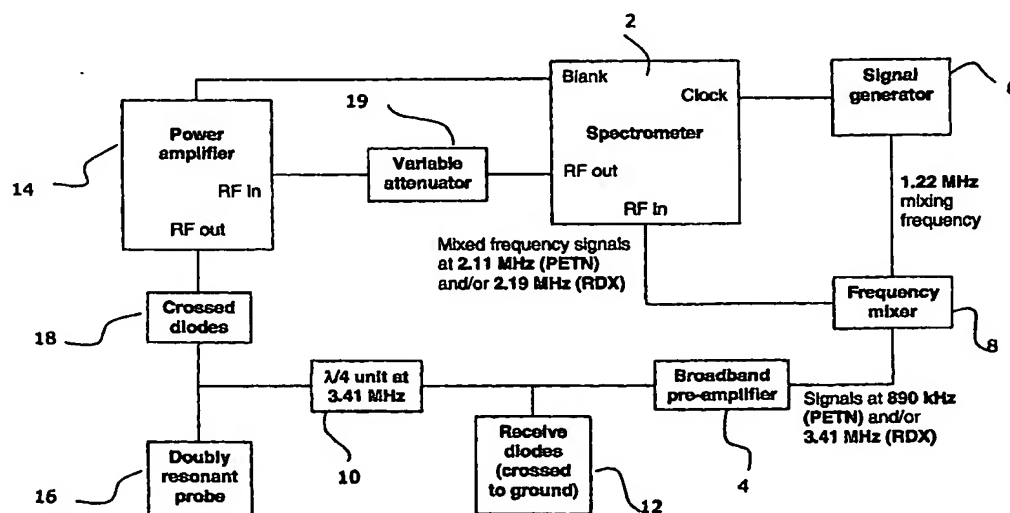 2
Blank
Clock
Spectrometer
RF out
RF in
Signal
generator
19
Variable
attenuator
Power
amplifier
RF in
RF out
14
1.22 MHz
mixing
frequency
Mixed frequency signals
at 2.11 MHz (PETN)
and/or 2.19 MHz (RDX)
Frequency
mixer
8
Crossed
diodes
18
λ/4 unit at
3.41 MHz
10
Broadband
pre-amplifier
4
Signals at 890 kHz
(PETN) and/or
3.41 MHz (RDX)
Receive
diodes
(crossed
to ground)
12
Doubly
resonant
probe
16